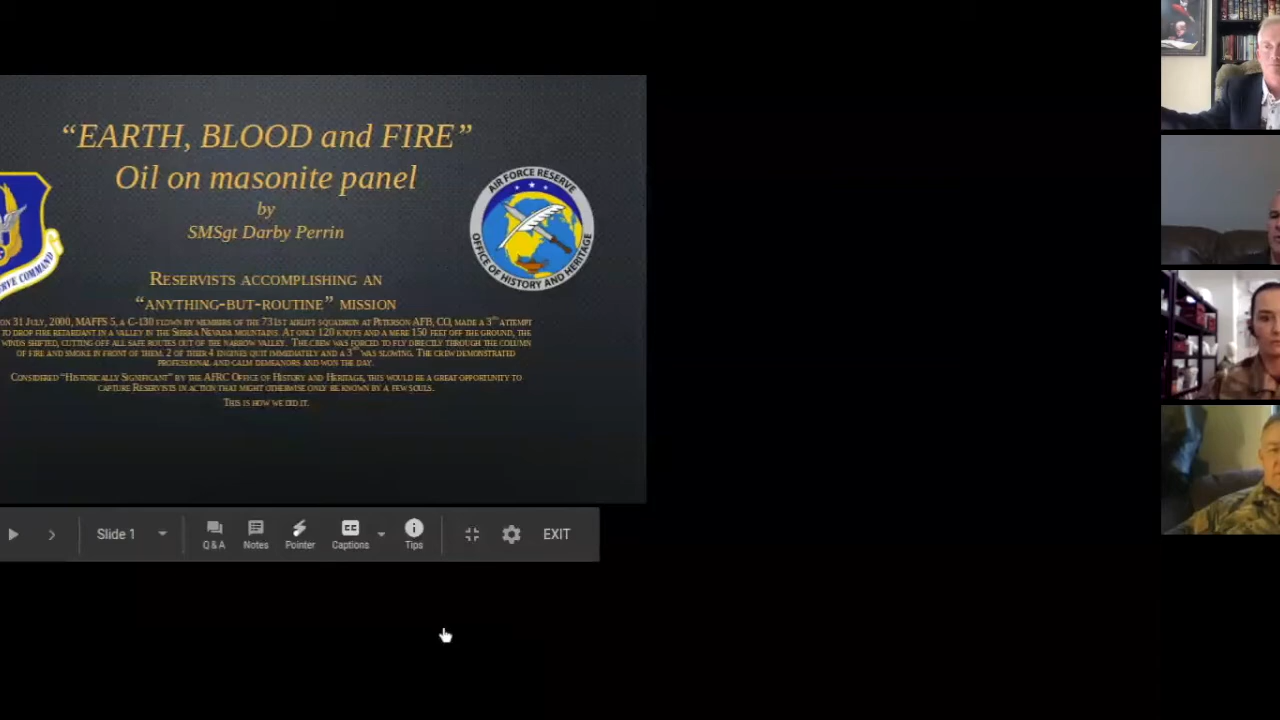 “EARTH, BLOOD and FIRE”
Oil on masonite panel
by
SMSgt Darby Perrin
AIR FORCE RESERVE
OFFICE OF HISTORY AND HERITAGE
RVE COMMAND
RESERVISTS ACCOMPLISHING AN
“ANYTHING-BUT-ROUTINE” MISSION
ON 31 JULY, 2000, MAFFS 5, A C-130 FLOWN BY MEMBERS OF THE 731ST AIRLIFT SQUADRON AT PETERSON AFB, CO, MADE A 3RD ATTEMPT
TO DROP FIRE RETARDANT IN A VALLEY IN THE SIERRA NEVADA MOUNTAINS. AT ONLY 120 KNOTS AND A MERE 150 FEET OFF THE GROUND, THE
WINDS SHIFTED, CUTTING OFF ALL SAFE ROUTES OUT OF THE NARROW VALLEY. THE CREW WAS FORCED TO FLY DIRECTLY THROUGH THE COLUMN
OF FIRE AND SMOKE IN FRONT OF THEM. 2 OF THEIR 4 ENGINES QUIT IMMEDIATELY AND A 3RD WAS SLOWING. THE CREW DEMONSTRATED
PROFESSIONAL AND CALM DEMEANORS AND WON THE DAY.
CONSIDERED “HISTORICALLY SIGNIFICANT” BY THE AFRC OFFICE OF HISTORY AND HERITAGE, THIS WOULD BE A GREAT OPPORTUNITY TO
CAPTURE RESERVISTS IN ACTION THAT MIGHT OTHERWISE ONLY BE KNOWN BY A FEW SOULS.
THIS IS HOW WE DID IT.
Slide 1
Q & A
Notes
Pointer
CC
Captions
Tips
EXIT